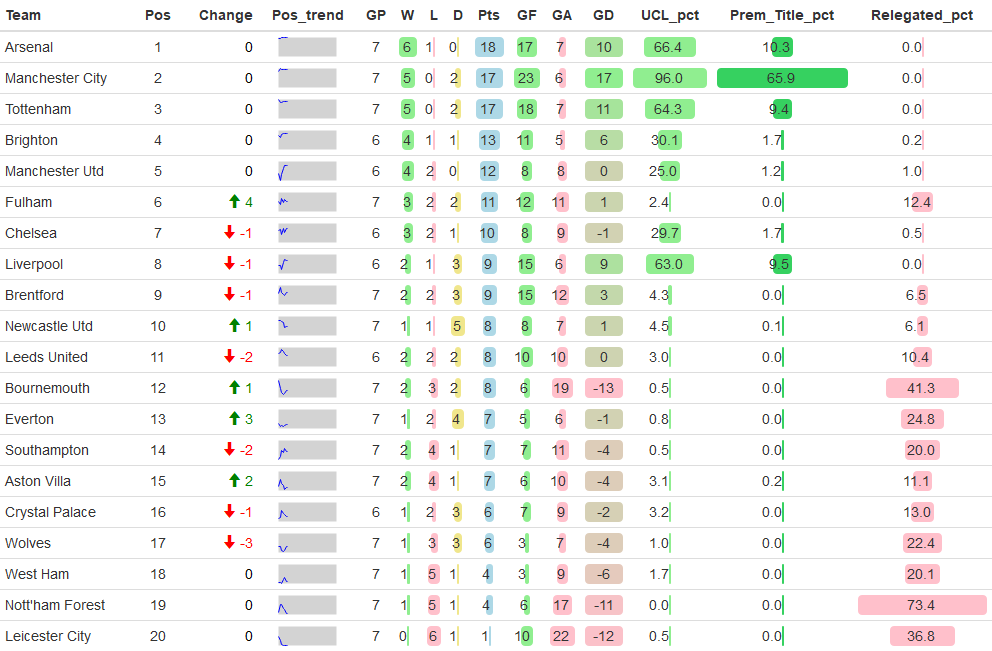 Team Pos Change Pos_trend GP W L D Pts GF GA GD UCL_pct Prem_Title_pct Relegated_pct
Arsenal 1 0 7 6 1 0 18 17 7 10 66.4 10.3 0.0
Manchester City 2 0 7 5 0 2 17 23 6 17 96.0 65.9 0.0
Tottenham 3 0 7 5 0 2 17 18 7 11 64.3 9.4 0.0
Brighton 4 0 6 4 1 1 13 11 5 6 30.1 1.7 0.2
Manchester Utd 5 0 6 4 2 0 12 8 8 0 25.0 1.2 1.0
Fulham 6 4 7 3 2 2 11 12 11 1 2.4 0.0 12.4
Chelsea 7 -1 6 3 2 1 10 8 9 -1 29.7 1.7 0.5
Liverpool 8 -1 6 2 1 3 9 15 6 9 63.0 9.5 0.0
Brentford 9 -1 7 2 2 3 9 15 12 3 4.3 0.0 6.5
Newcastle Utd 10 1 7 1 1 5 8 8 7 1 4.5 0.1 6.1
Leeds United 11 -2 6 2 2 2 8 10 10 0 3.0 0.0 10.4
Bournemouth 12 1 7 2 3 2 8 6 19 -13 0.5 0.0 41.3
Everton 13 3 7 1 2 4 7 5 6 -1 0.8 0.0 24.8
Southampton 14 -2 7 2 4 1 7 7 11 -4 0.5 0.0 20.0
Aston Villa 15 2 7 2 4 1 7 6 10 -4 3.1 0.2 11.1
Crystal Palace 16 -1 6 1 2 3 6 7 9 -2 3.2 0.0 13.0
Wolves 17 -3 7 1 3 3 6 3 7 -4 1.0 0.0 22.4
West Ham 18 0 7 1 5 1 4 3 9 -6 1.7 0.0 20.1
Nott'ham Forest 19 0 7 1 5 1 4 6 17 -11 0.0 0.0 73.4
Leicester City 20 0 7 0 6 1 1 10 22 -12 0.5 0.0 36.8